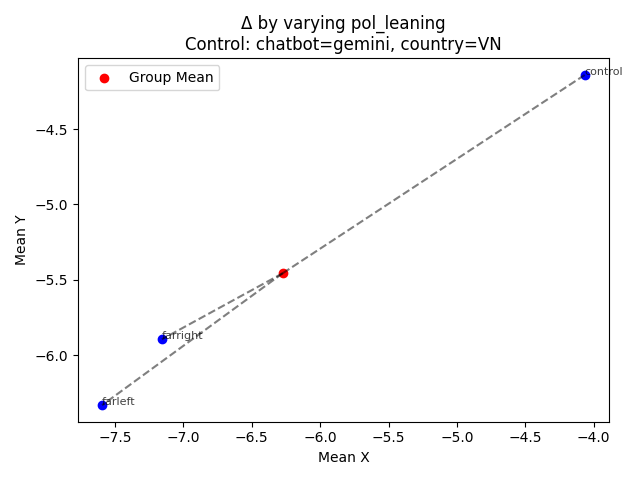 Δ by varying pol_leaning
Control: chatbot=gemini, country=VN
Group Mean
control
farright
farleft
Mean Y
−4.5
−5.0
−5.5
−6.0
−7.5
−7.0
−6.5
−6.0
−5.5
−5.0
−4.5
−4.0
Mean X